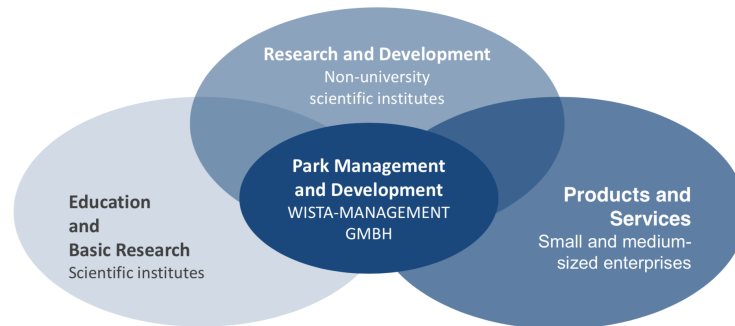 Research and Development
Non-university
scientific institutes
Park Management
and Development
WISTA-MANAGEMENT
GMBH
Education
and
Basic Research
Scientific institutes
Products and
Services
Small and medium-
sized enterprises